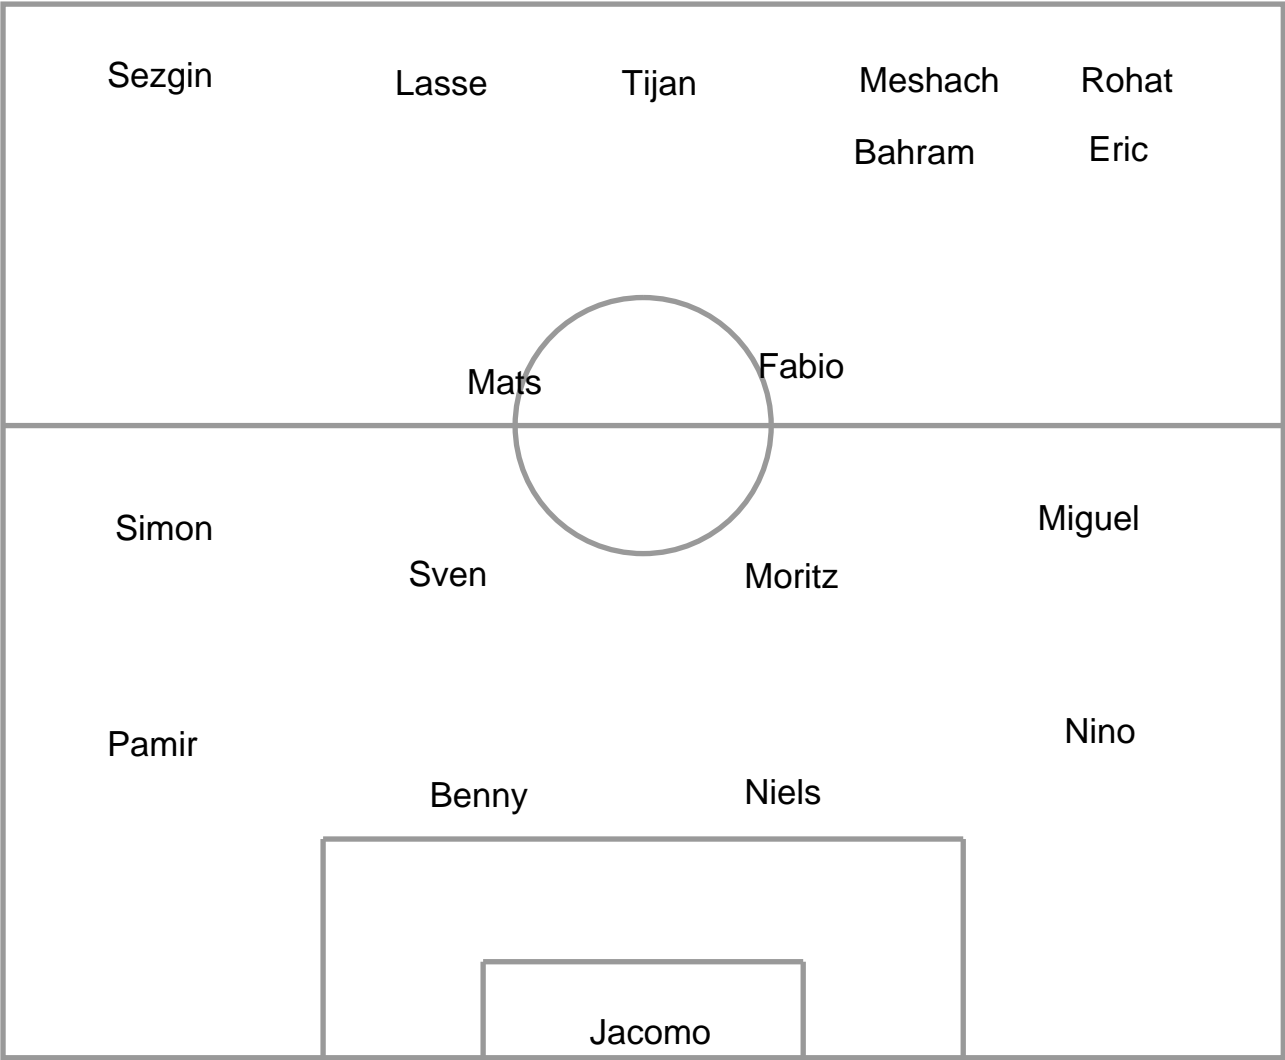 Sezgin
Lasse
Tijan
Meshach
Rohat
Bahram
Eric
Mats
Fabio
Simon
Miguel
Sven
Moritz
Pamir
Nino
Benny
Niels
Jacomo